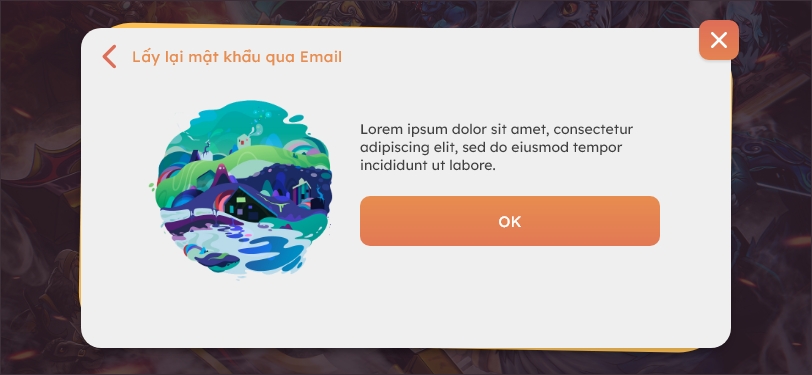 Lấy lại mật khẩu qua Email
Lorem ipsum dolor sit amet, consectetur
adipiscing elit, sed do eiusmod tempor
incididunt ut labore.
OK